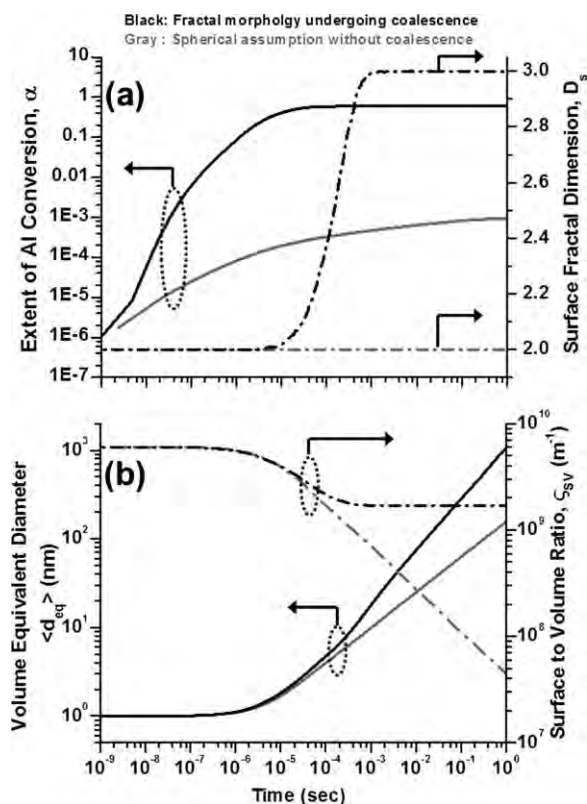 Black: Fractal morpholgy undergoing coalescence
Gray : Spherical assumption without coalescence
(a)
Extent of Al Conversion, α
10
1
0.1
0.01
1E-3
1E-4
1E-5
1E-6
1E-7
3.0
2.8
2.6
2.4
2.2
2.0
Surface Fractal Dimension, Ds
(b)
Volume Equivalent Diameter
<deq> (nm)
10³
10²
10¹
10⁰
10¹⁰
10⁹
10⁸
10⁷
Surface to Volume Ratio, ςSV (m⁻¹)
10⁻⁹ 10⁻⁸ 10⁻⁷ 10⁻⁶ 10⁻⁵ 10⁻⁴ 10⁻³ 10⁻² 10⁻¹ 10⁰
Time (sec)